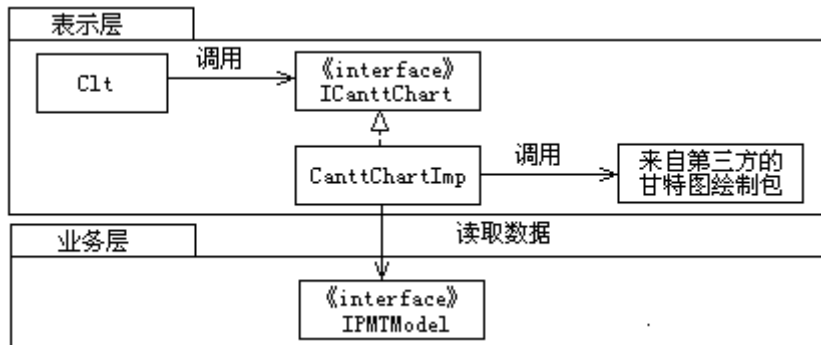 表示层
Clt
调用
《interface》
ICanttChart
CanttChartImp
调用
来自第三方的
甘特图绘制包
业务层
读取数据
《interface》
IPMTModel